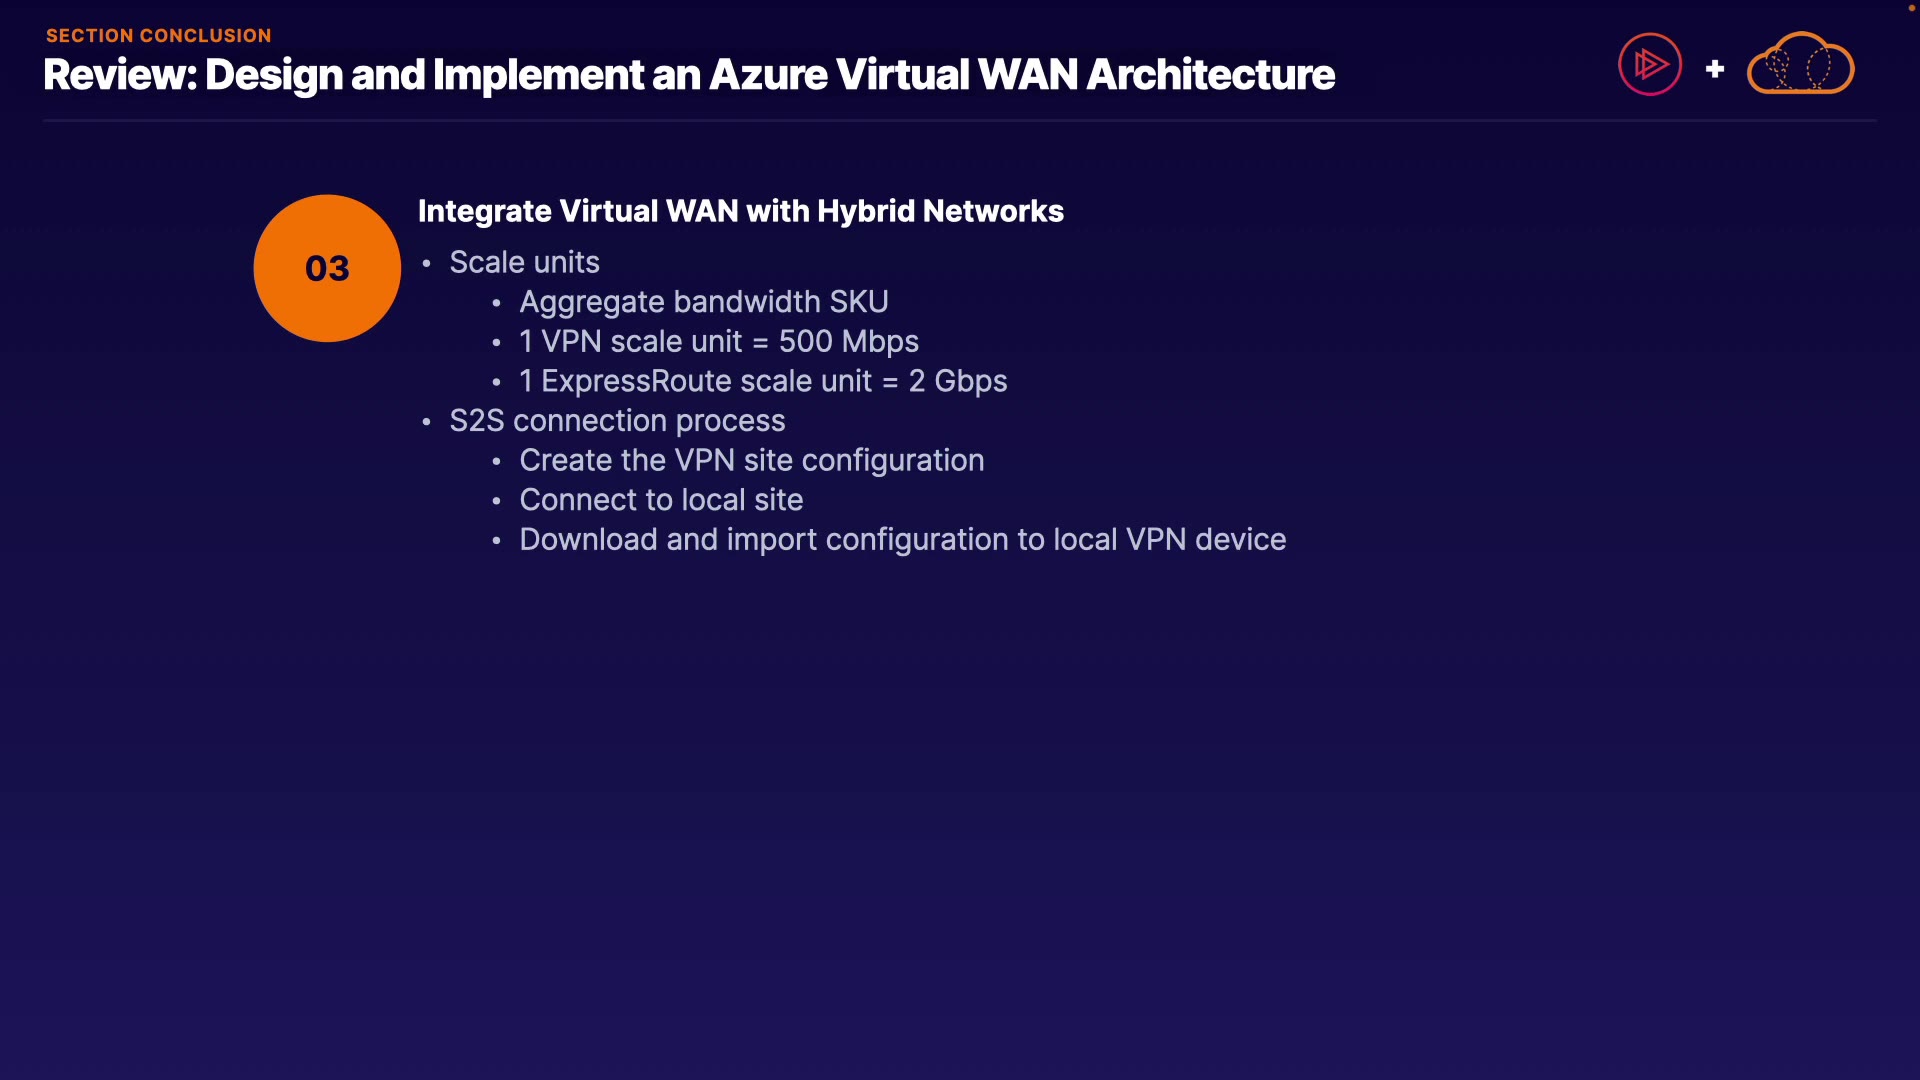 SECTION CONCLUSION
Review: Design and Implement an Azure Virtual WAN Architecture
+
03
Integrate Virtual WAN with Hybrid Networks
• Scale units
• Aggregate bandwidth SKU
• 1 VPN scale unit = 500 Mbps
• 1 ExpressRoute scale unit = 2 Gbps
• S2S connection process
• Create the VPN site configuration
• Connect to local site
• Download and import configuration to local VPN device